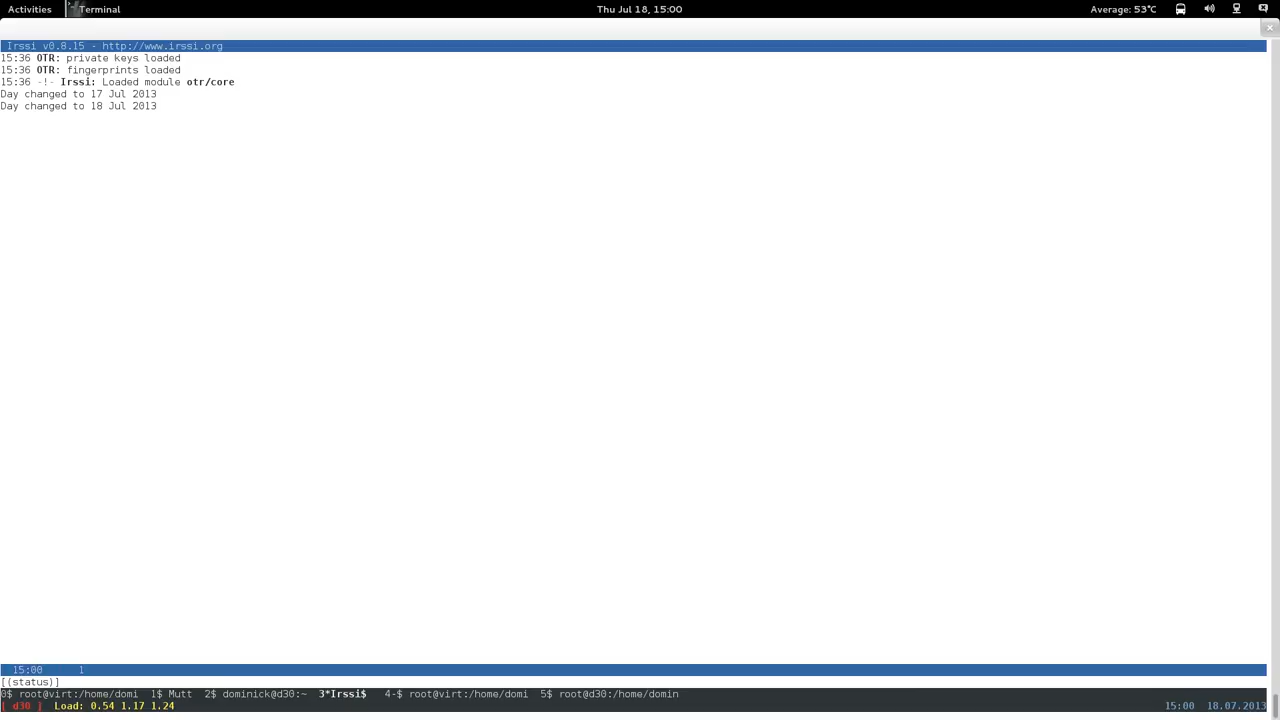 Activities Terminal Thu Jul 18, 15:00 Average: 53°C
Irssi v0.8.15 - http://www.irssi.org
15:36 OTR: private keys loaded
15:36 OTR: fingerprints loaded
15:36 -!- Irssi: Loaded module otr/core
Day changed to 17 Jul 2013
Day changed to 18 Jul 2013
15:00 1
[(status)]
0$ root@virt:/home/domi 1$ Mutt 2$ dominick@d30:~ 3*Irssi$ 4-$ root@virt:/home/domi 5$ root@d30:/home/domin
[ d30 ] Load: 0.54 1.17 1.24 15:00 18.07.2013